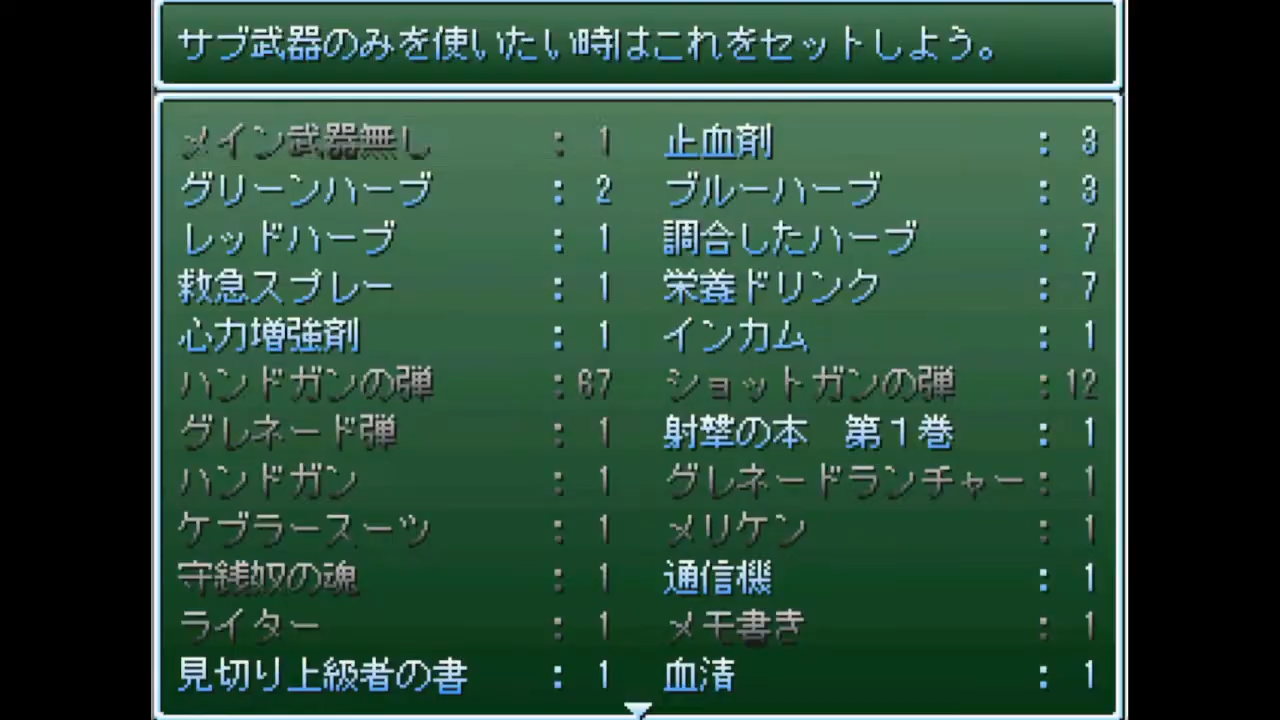 サブ武器のみを使いたい時はこれをセットしよう。
メイン武器無し : 1 止血剤 : 3
グリーンハーブ : 2 ブルーハーブ : 3
レッドハーブ : 1 調合したハーブ : 7
救急スプレー : 1 栄養ドリンク : 7
心力増強剤 : 1 インカム : 1
ハンドガンの弾 :67 ショットガンの弾 :12
グレネード弾 : 1 射撃の本 第1巻 : 1
ハンドガン : 1 グレネードランチャー : 1
ケブラースーツ : 1 メリケン : 1
守銭奴の魂 : 1 通信機 : 1
ライター : 1 メモ書き : 1
見切り上級者の書 : 1 血清 : 1